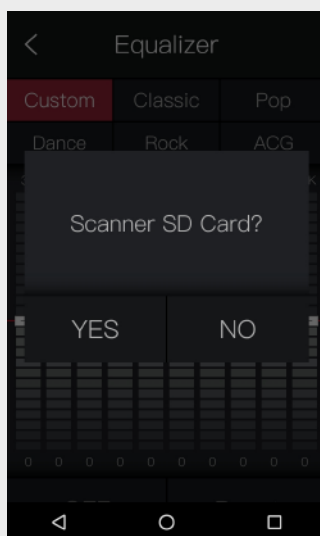 Equalizer
Custom Classic Pop
Dance Rock ACG
Scanner SD Card?
YES NO
0 0 0 0 0 0 0 0 0 0